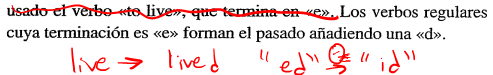 usado el verbo «to live», que termina en «e». Los verbos regulares
cuya terminación es «e» forman el pasado añadiendo una «d».
live → lived "ed" → "id"